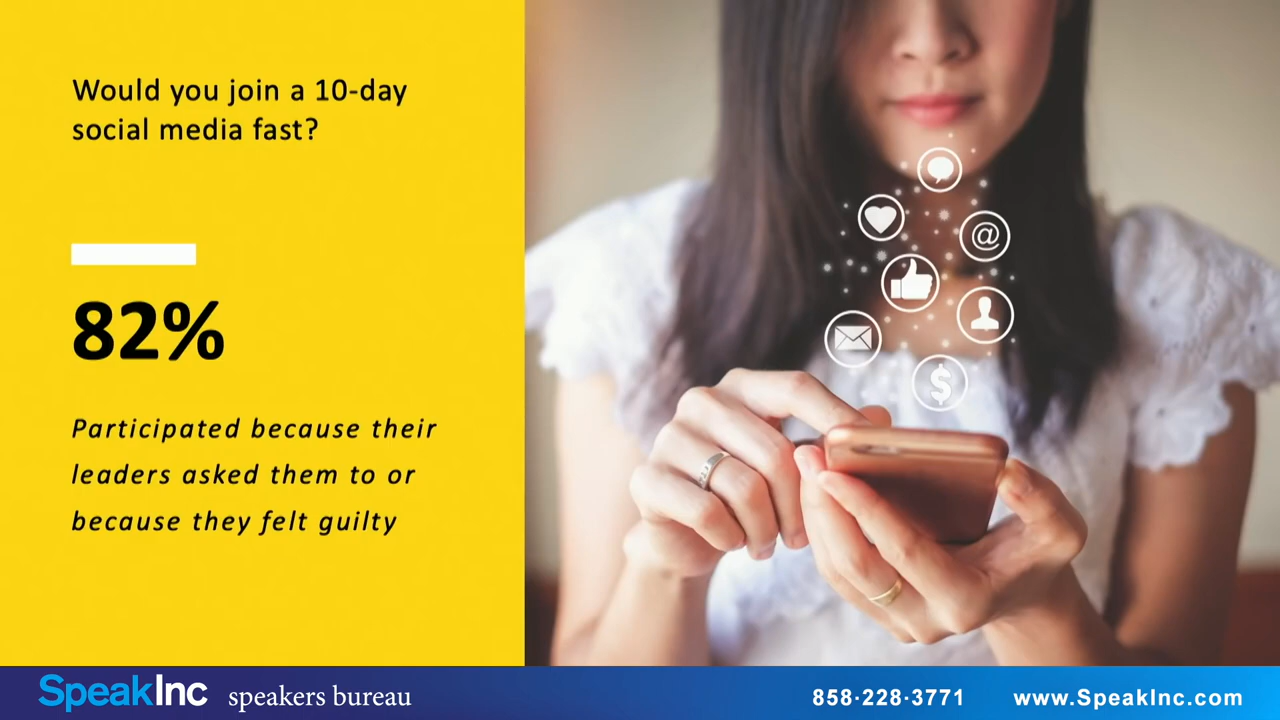 Would you join a 10-day
social media fast?
82%
Participated because their
leaders asked them to or
because they felt guilty
@
$
SpeakInc speakers bureau
858·228·3771
www.SpeakInc.com